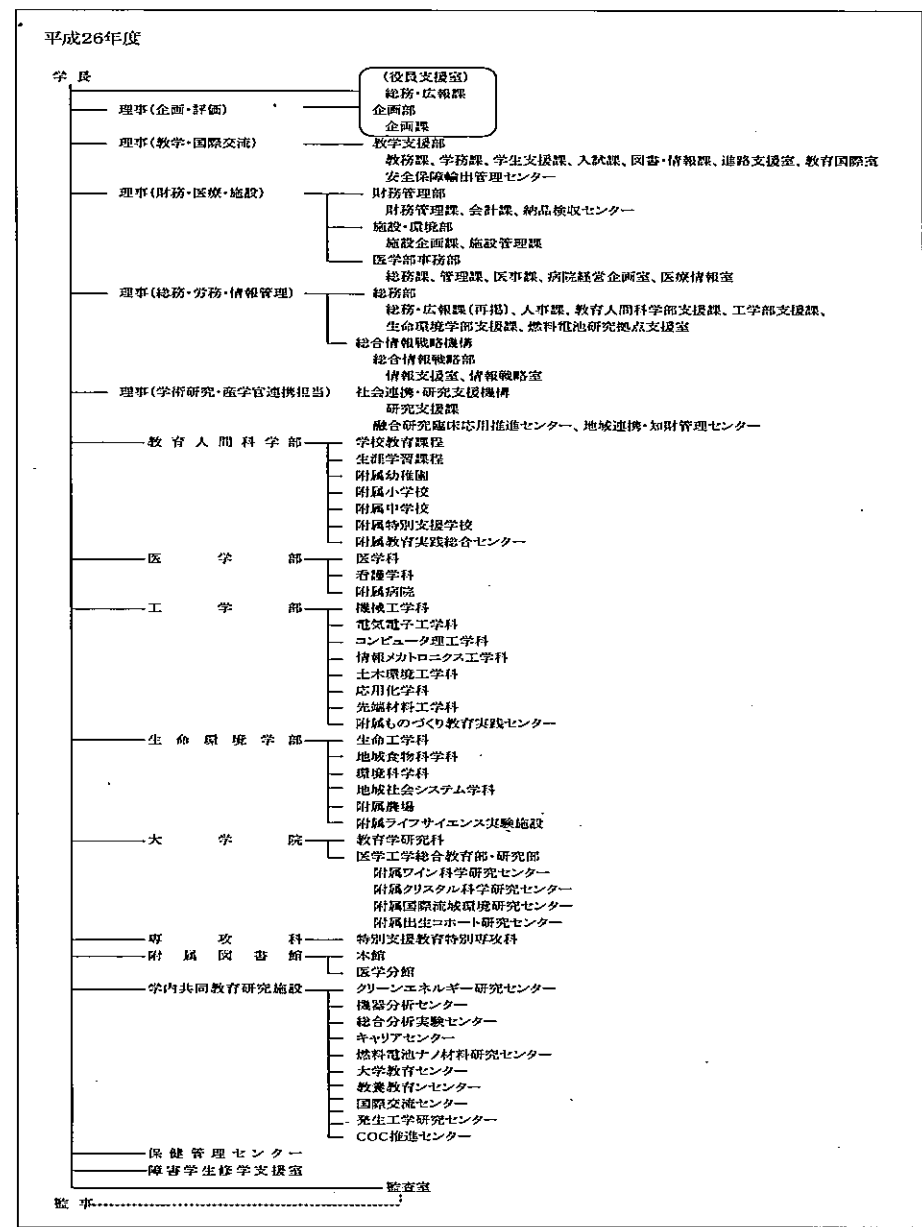 平成26年度
学長
(役員支援室)
総務・広報課
理事(企画・評価) 企画部
企画課
理事(教学・国際交流) 教学支援部
教務課、学務課、学生支援課、入試課、図書・情報課、進路支援室、教育国際室
安全保障輸出管理センター
理事(財務・医療・施設) 財務管理部
財務管理課、会計課、納品検収センター
施設・環境部
施設企画課、施設管理課
医学部事務部
総務課、管理課、医事課、病院経営企画室、医療情報室
理事(総務・労務・情報管理) 総務部
総務・広報課(再掲)、人事課、教育人間科学部支援課、工学部支援課、
生命環境学部支援課、燃料電池研究拠点支援室
総合情報戦略機構
総合情報戦略部
情報支援室、情報戦略室
理事(学術研究・産学官連携担当) 社会連携・研究支援機構
研究支援課
融合研究臨床応用推進センター、地域連携・知財管理センター
教育人間科学部 学校教育課程
生涯学習課程
附属幼稚園
附属小学校
附属中学校
附属特別支援学校
附属教育実践総合センター
医学部 医学科
看護学科
附属病院
工学部 機械工学科
電気電子工学科
コンピュータ理工学科
情報メカトロニクス工学科
土木環境工学科
応用化学科
先端材料工学科
附属ものづくり教育実践センター
生命環境学部 生命工学科
地域食物科学科
環境科学科
地域社会システム学科
附属農場
附属ライフサイエンス実験施設
大学院 教育学研究科
医学工学総合教育部・研究部
附属ワイン科学研究センター
附属クリスタル科学研究センター
附属国際流域環境研究センター
附属出生コホート研究センター
専攻科 特別支援教育特別専攻科
附属図書館 本館
医学分館
学内共同教育研究施設 クリーンエネルギー研究センター
機器分析センター
総合分析実験センター
キャリアセンター
燃料電池ナノ材料研究センター
大学教育センター
教養教育ンセンター
国際交流センター
発生工学研究センター
COC推進センター
保健管理センター
障害学生修学支援室
監査室
監事